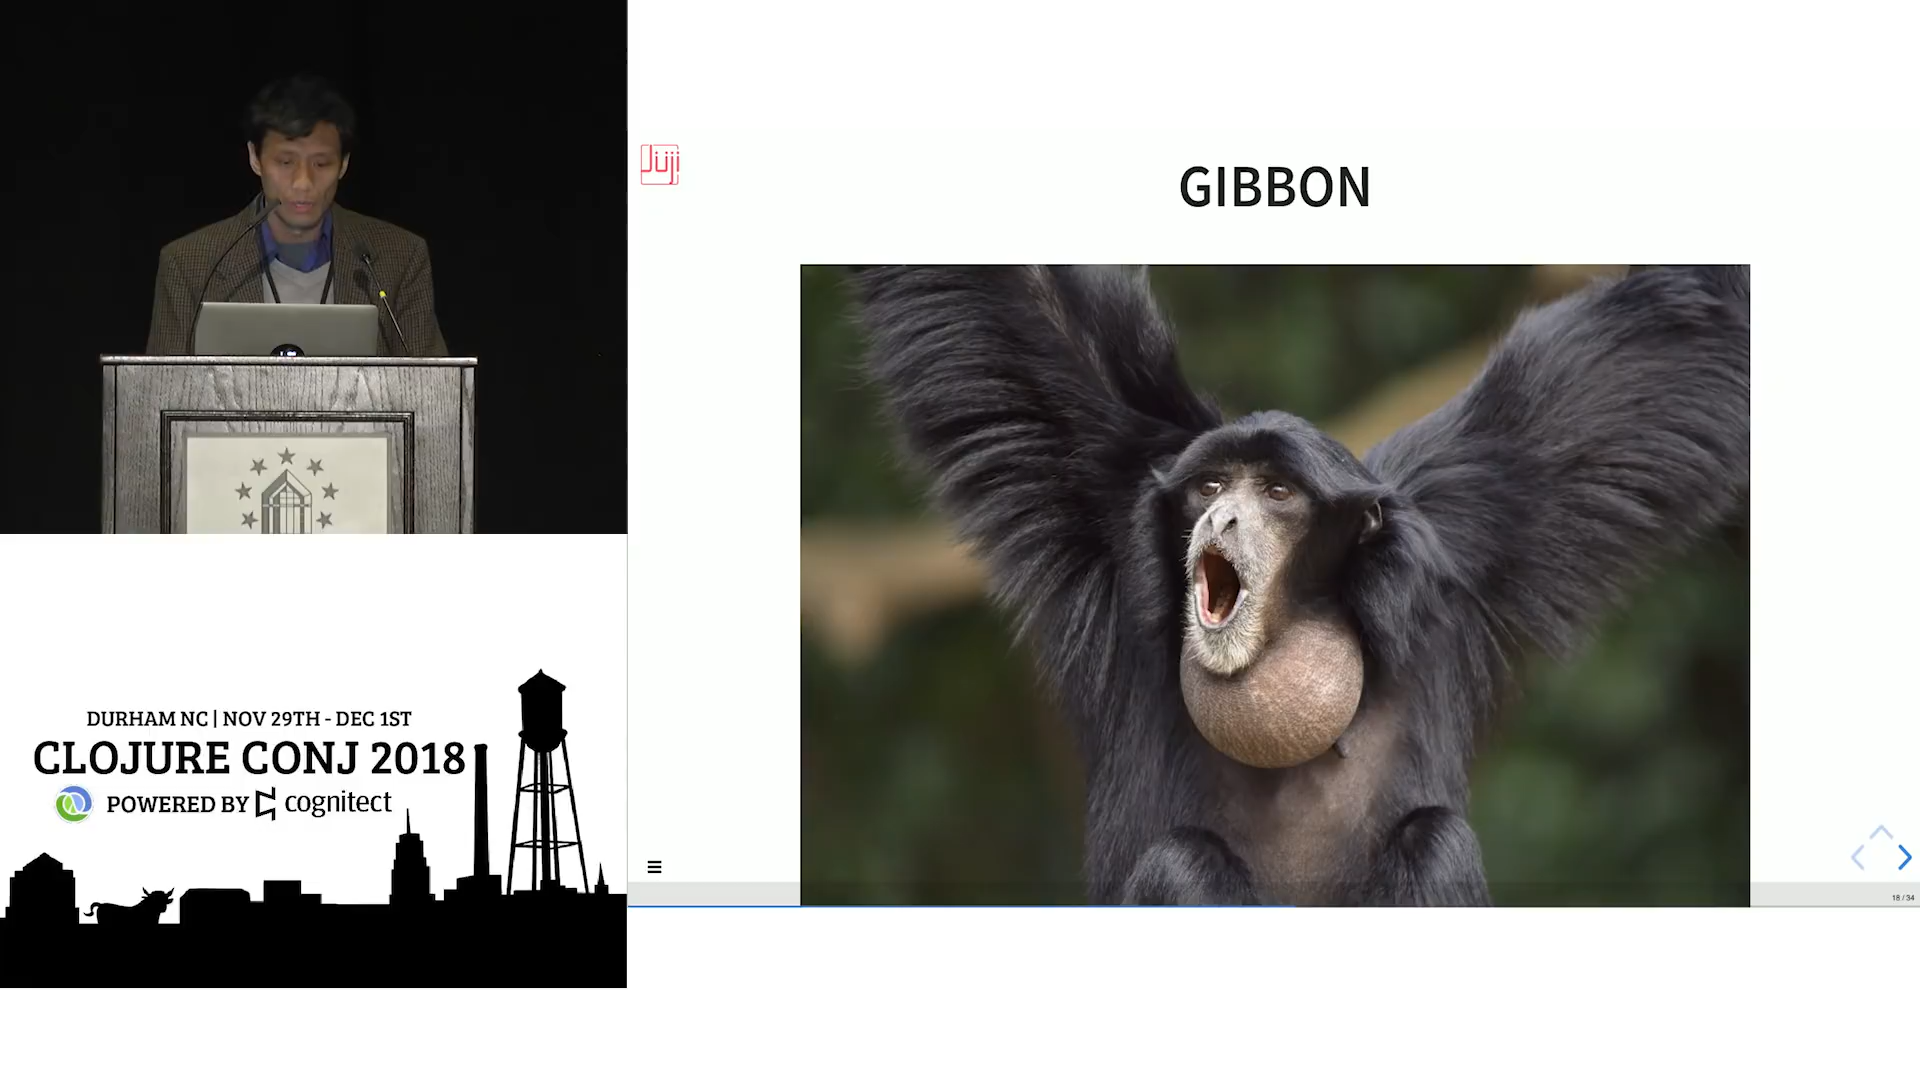 Juji
GIBBON
DURHAM NC | NOV 29TH - DEC 1ST
CLOJURE CONJ 2018
POWERED BY cognitect
18 / 34